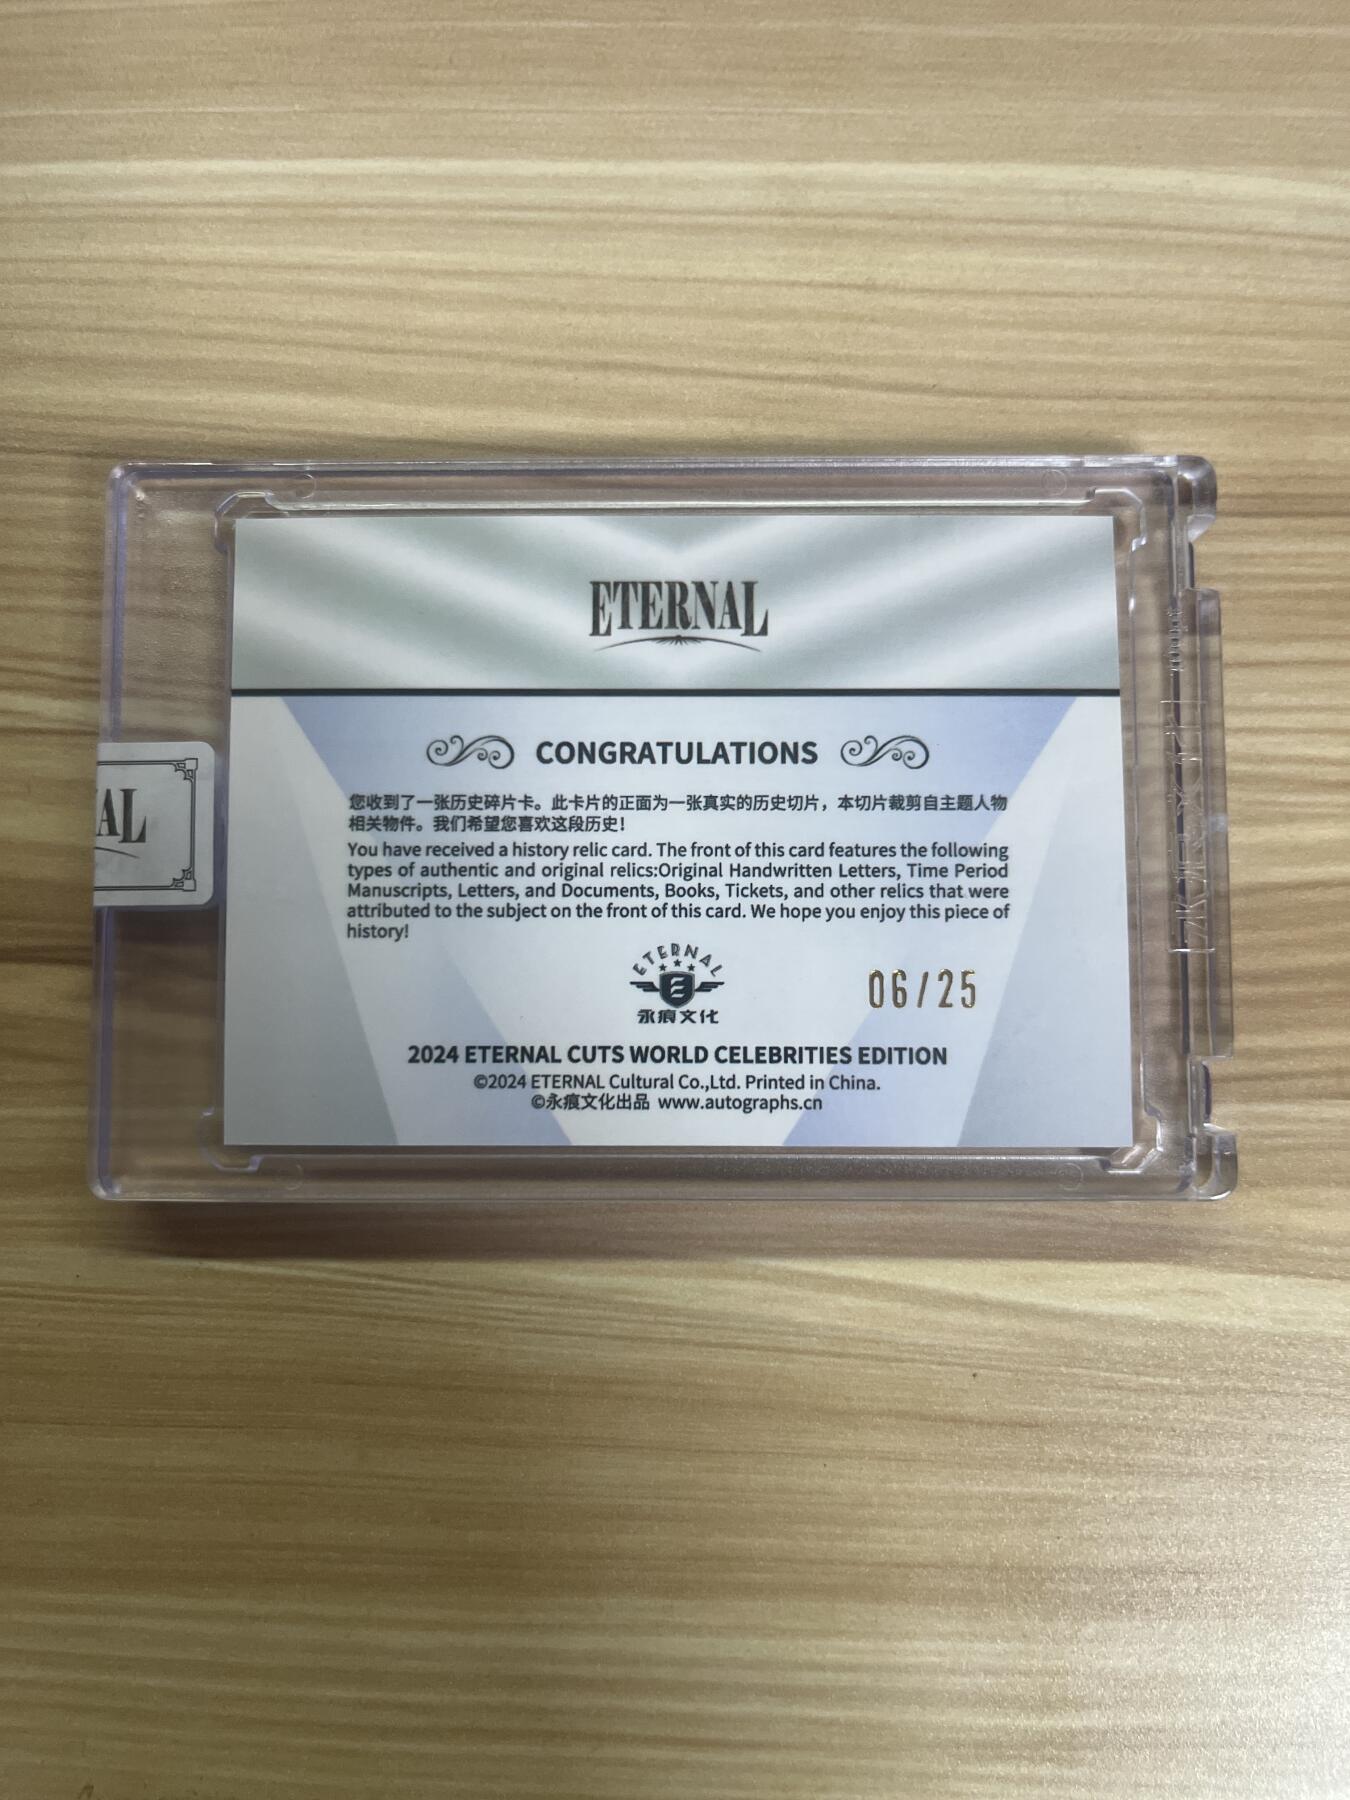 ETERNAL
CONGRATULATIONS
您收到了一张历史碎片卡。此卡片的正面为一张真实的历史切片，本切片裁剪自主题人物
相关物件。我们希望您喜欢这段历史！
You have received a history relic card. The front of this card features the following
types of authentic and original relics:Original Handwritten Letters, Time Period
Manuscripts, Letters, and Documents, Books, Tickets, and other relics that were
attributed to the subject on the front of this card. We hope you enjoy this piece of
history!
ETERNAL
永痕文化
06/25
2024 ETERNAL CUTS WORLD CELEBRITIES EDITION
©2024 ETERNAL Cultural Co.,Ltd. Printed in China.
©永痕文化出品 www.autographs.cn
AL